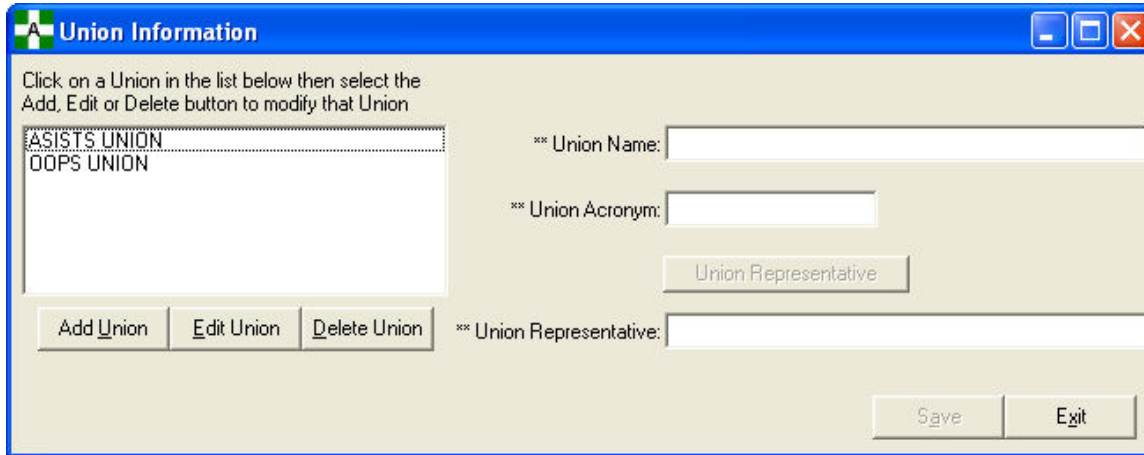 A Union Information
Click on a Union in the list below then select the
Add, Edit or Delete button to modify that Union
ASISTS UNION
OOPS UNION
Add Union Edit Union Delete Union
** Union Name:
** Union Acronym:
Union Representative
** Union Representative:
Save Exit